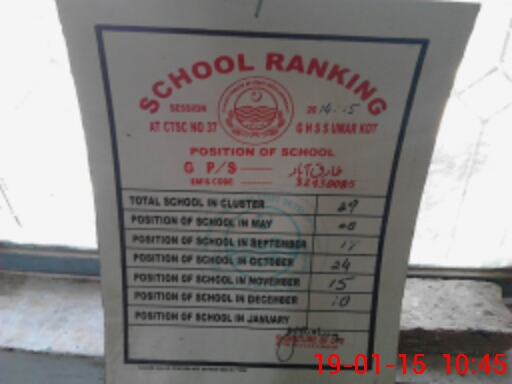 SCHOOL RANKING
SESSION 2014-15
AT CTSC NO 37 G H S S UMAR KOT
POSITION OF SCHOOL
G P/S طارق آباد
EMIS CODE
TOTAL SCHOOL IN CLUSTER 29
POSITION OF SCHOOL IN MAY
POSITION OF SCHOOL IN SEPTEMBER
POSITION OF SCHOOL IN OCTOBER 24
POSITION OF SCHOOL IN NOVEMBER 15
POSITION OF SCHOOL IN DECEMBER 10
POSITION OF SCHOOL IN JANUARY
19-01-15 10:45